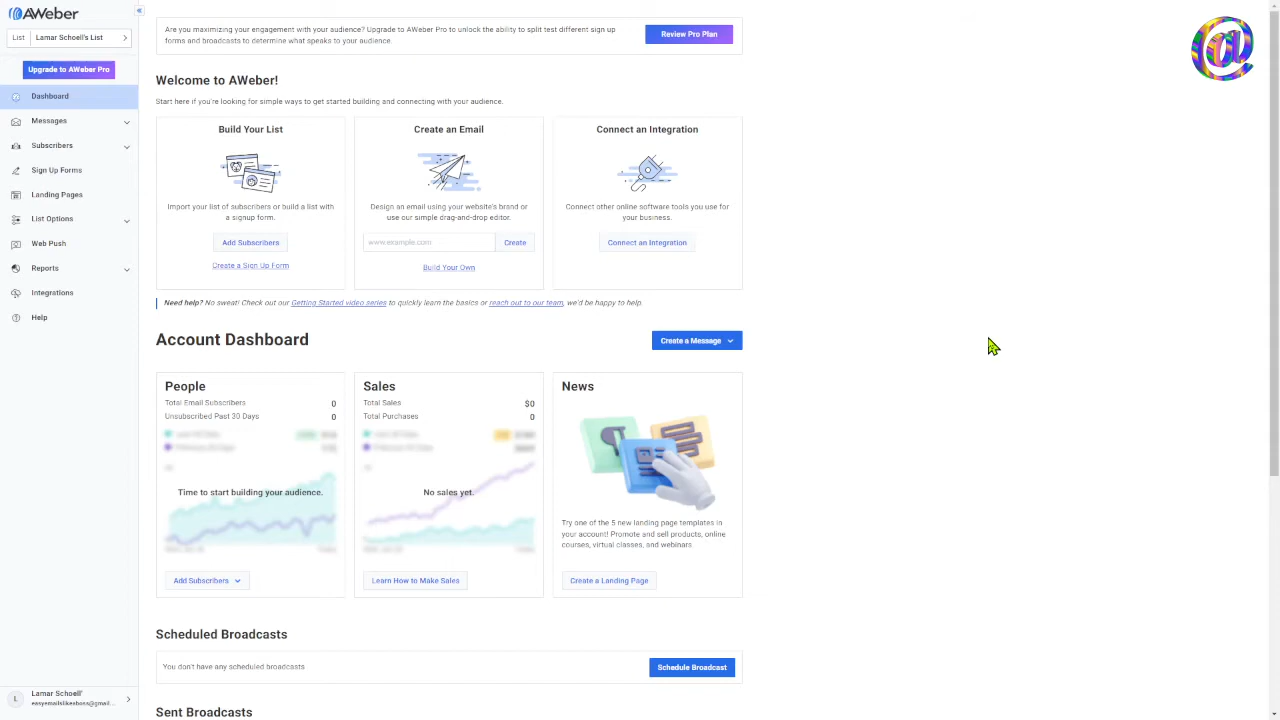 AWeber
List Lamar Schoell's List
Upgrade to AWeber Pro
Dashboard
Messages
Subscribers
Sign Up Forms
Landing Pages
List Options
Web Push
Reports
Integrations
Help
Lamar Schoell'
easyemailslikeaboss@gmail...
Are you maximizing your engagement with your audience? Upgrade to AWeber Pro to unlock the ability to split test different sign up
forms and broadcasts to determine what speaks to your audience.
Review Pro Plan
@
Welcome to AWeber!
Start here if you're looking for simple ways to get started building and connecting with your audience.
Build Your List
Import your list of subscribers or build a list with
a signup form.
Add Subscribers
Create a Sign Up Form
Create an Email
Design an email using your website's brand or
use our simple drag-and-drop editor.
www.example.com Create
Build Your Own
Connect an Integration
Connect other online software tools you use for
your business.
Connect an Integration
Need help? No sweat! Check out our Getting Started video series to quickly learn the basics or reach out to our team, we'd be happy to help.
Account Dashboard
Create a Message
People
Total Email Subscribers 0
Unsubscribed Past 30 Days 0
Time to start building your audience.
Add Subscribers
Sales
Total Sales $0
Total Purchases 0
No sales yet.
Learn How to Make Sales
News
Try one of the 5 new landing page templates in
your account! Promote and sell products, online
courses, virtual classes, and webinars
Create a Landing Page
Scheduled Broadcasts
You don't have any scheduled broadcasts
Schedule Broadcast
Sent Broadcasts